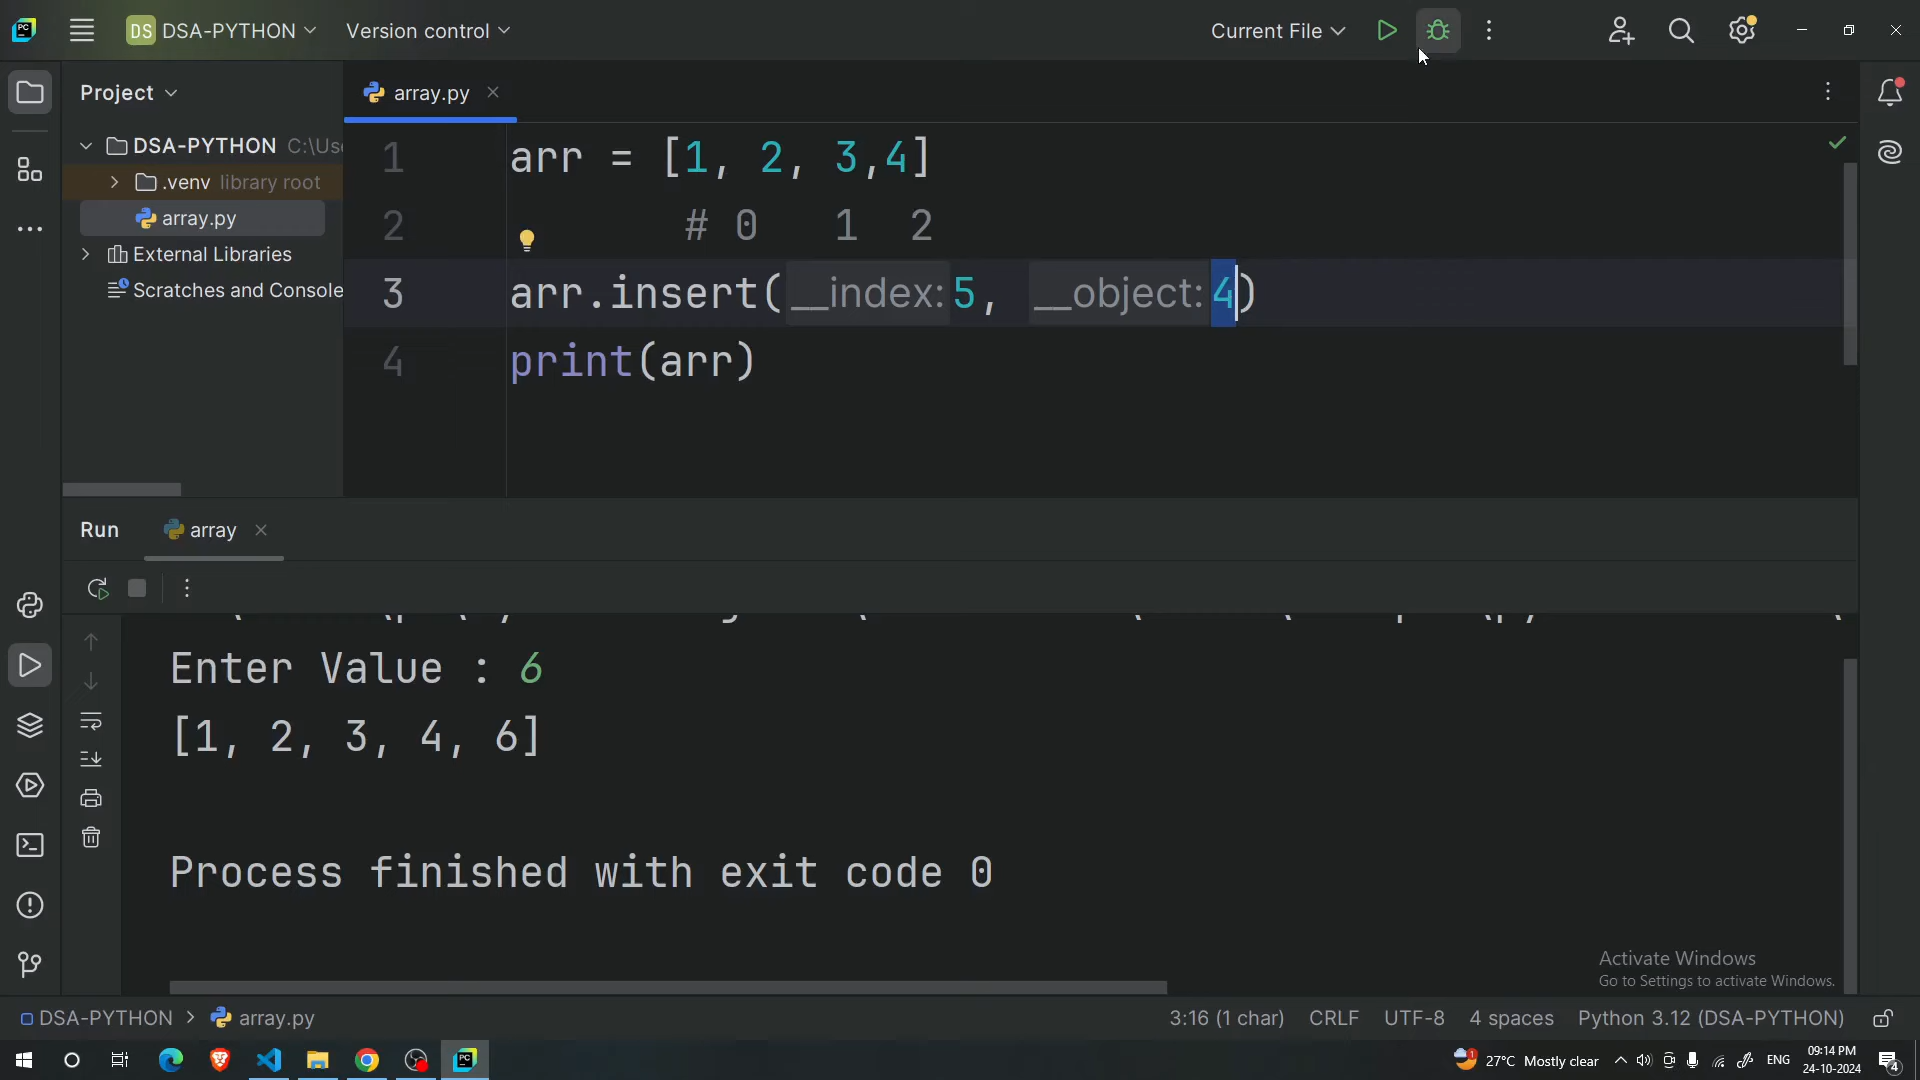 DS DSA-PYTHON
Version control
Current File
Project
array.py
DSA-PYTHON C:\Use
.venv library root
array.py
External Libraries
Scratches and Console
1 arr = [1, 2, 3,4]
2 # 0 1 2
3 arr.insert( __index: 5, __object: 4)
4 print(arr)
Run
array
Enter Value : 6
[1, 2, 3, 4, 6]
Process finished with exit code 0
Activate Windows
Go to Settings to activate Windows.
DSA-PYTHON > array.py
3:16 (1 char) CRLF UTF-8 4 spaces Python 3.12 (DSA-PYTHON)
1 27°C Mostly clear ENG
09:14 PM
24-10-2024
4